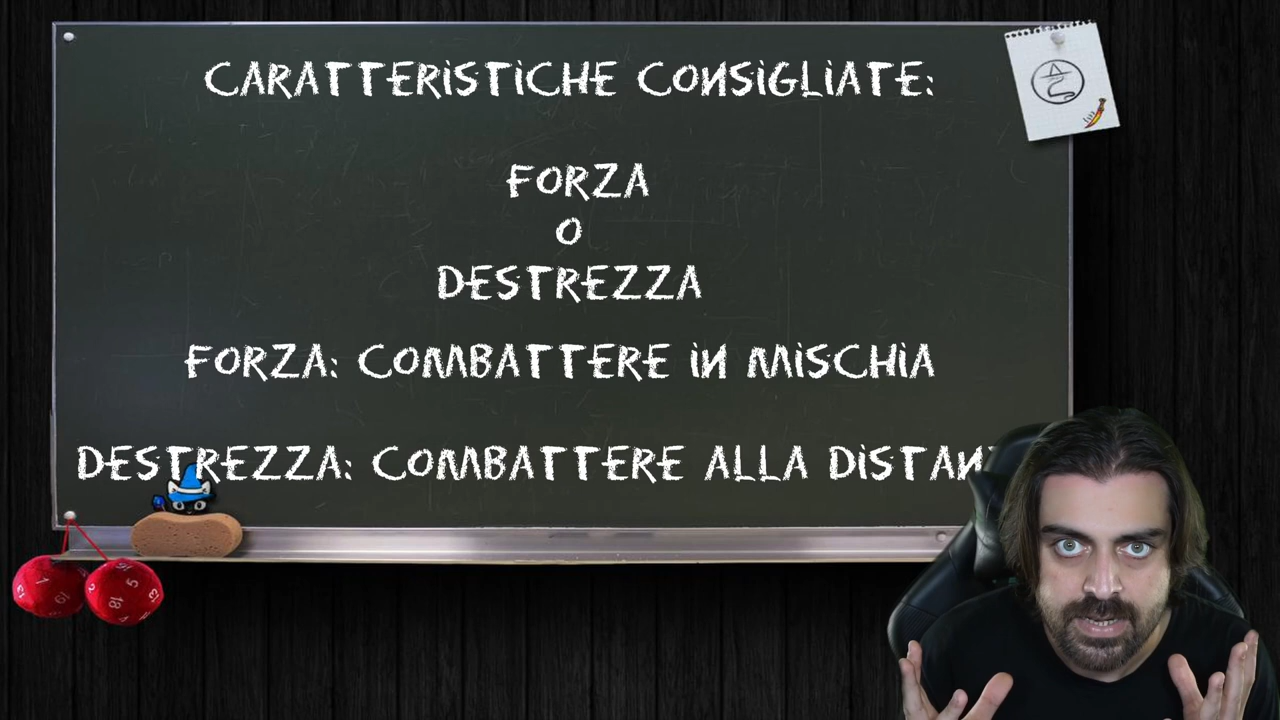 CARATTERISTICHE CONSIGLIATE:
FORZA
O
DESTREZZA
FORZA: COMBATTERE IN MISCHIA
DESTREZZA: COMBATTERE ALLA